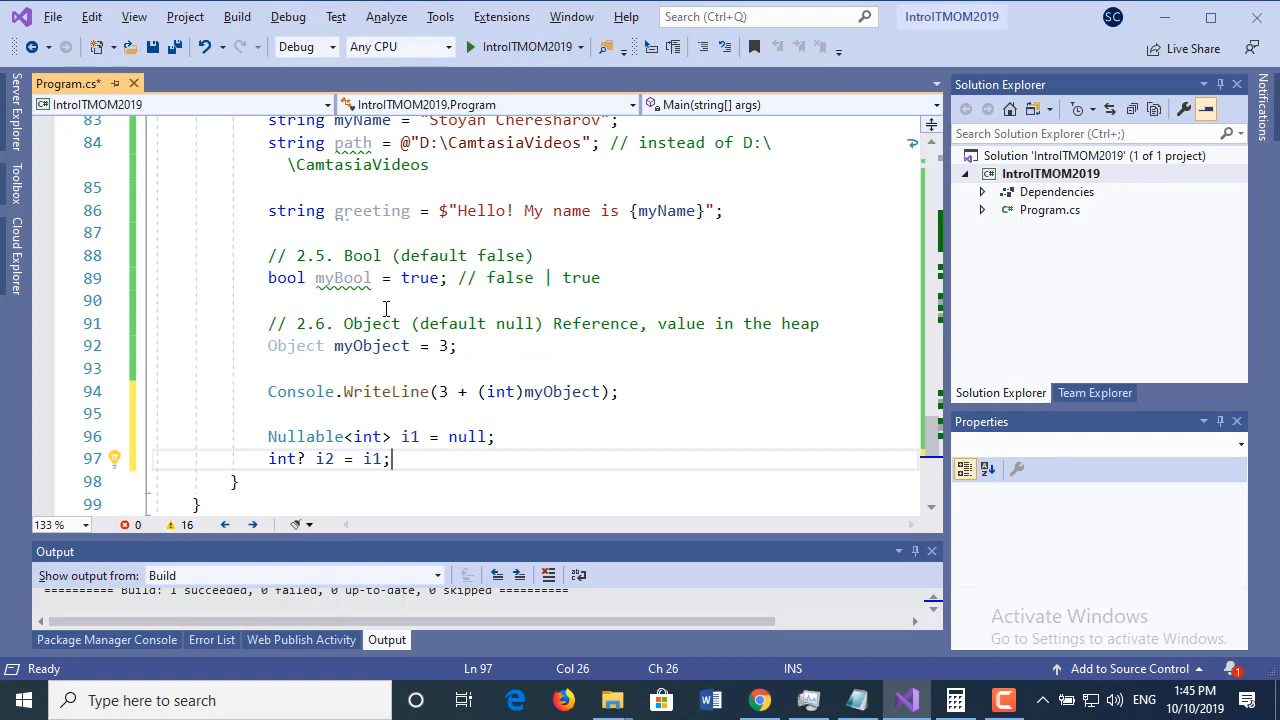 File Edit View Project Build Debug Test Analyze Tools Extensions Window Help Search (Ctrl+Q) IntroITMOM2019 SC
Debug Any CPU IntroITMOM2019 Live Share
Server Explorer
Toolbox
Cloud Explorer
Program.cs*
IntroITMOM2019 IntroITMOM2019.Program Main(string[] args)
83 string myName = "Stoyan Cheresharov";
84 string path = @"D:\CamtasiaVideos"; // instead of D:\
\CamtasiaVideos
85
86 string greeting = $"Hello! My name is {myName}";
87
88 // 2.5. Bool (default false)
89 bool myBool = true; // false | true
90
91 // 2.6. Object (default null) Reference, value in the heap
92 Object myObject = 3;
93
94 Console.WriteLine(3 + (int)myObject);
95
96 Nullable<int> i1 = null;
97 int? i2 = i1;
98 }
99 }
133 % 0 16
Output
Show output from: Build
========== Build: 1 succeeded, 0 failed, 0 up-to-date, 0 skipped ==========
Package Manager Console Error List Web Publish Activity Output
Solution Explorer
Search Solution Explorer (Ctrl+;)
Solution 'IntroITMOM2019' (1 of 1 project)
IntroITMOM2019
Dependencies
Program.cs
Solution Explorer Team Explorer
Properties
Notifications
Activate Windows
Go to Settings to activate Windows.
Ready Ln 97 Col 26 Ch 26 INS Add to Source Control 1
Type here to search ENG 1:45 PM
10/10/2019